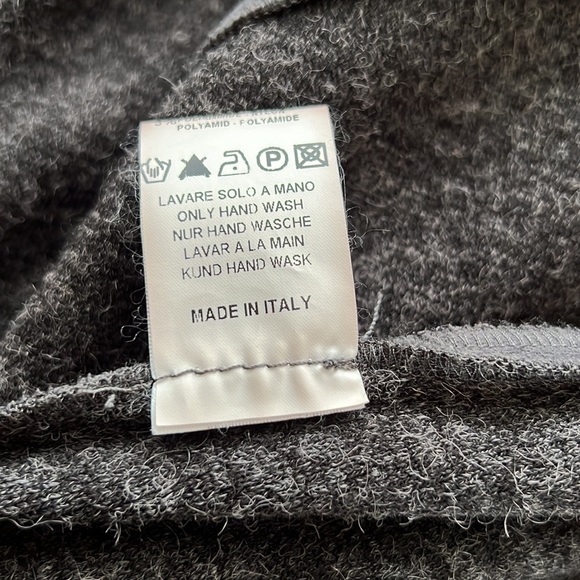 POLYAMID - FOLYAMIDE
P
LAVARE SOLO A MANO
ONLY HAND WASH
NUR HAND WASCHE
LAVAR A LA MAIN
KUND HAND WASK
MADE IN ITALY